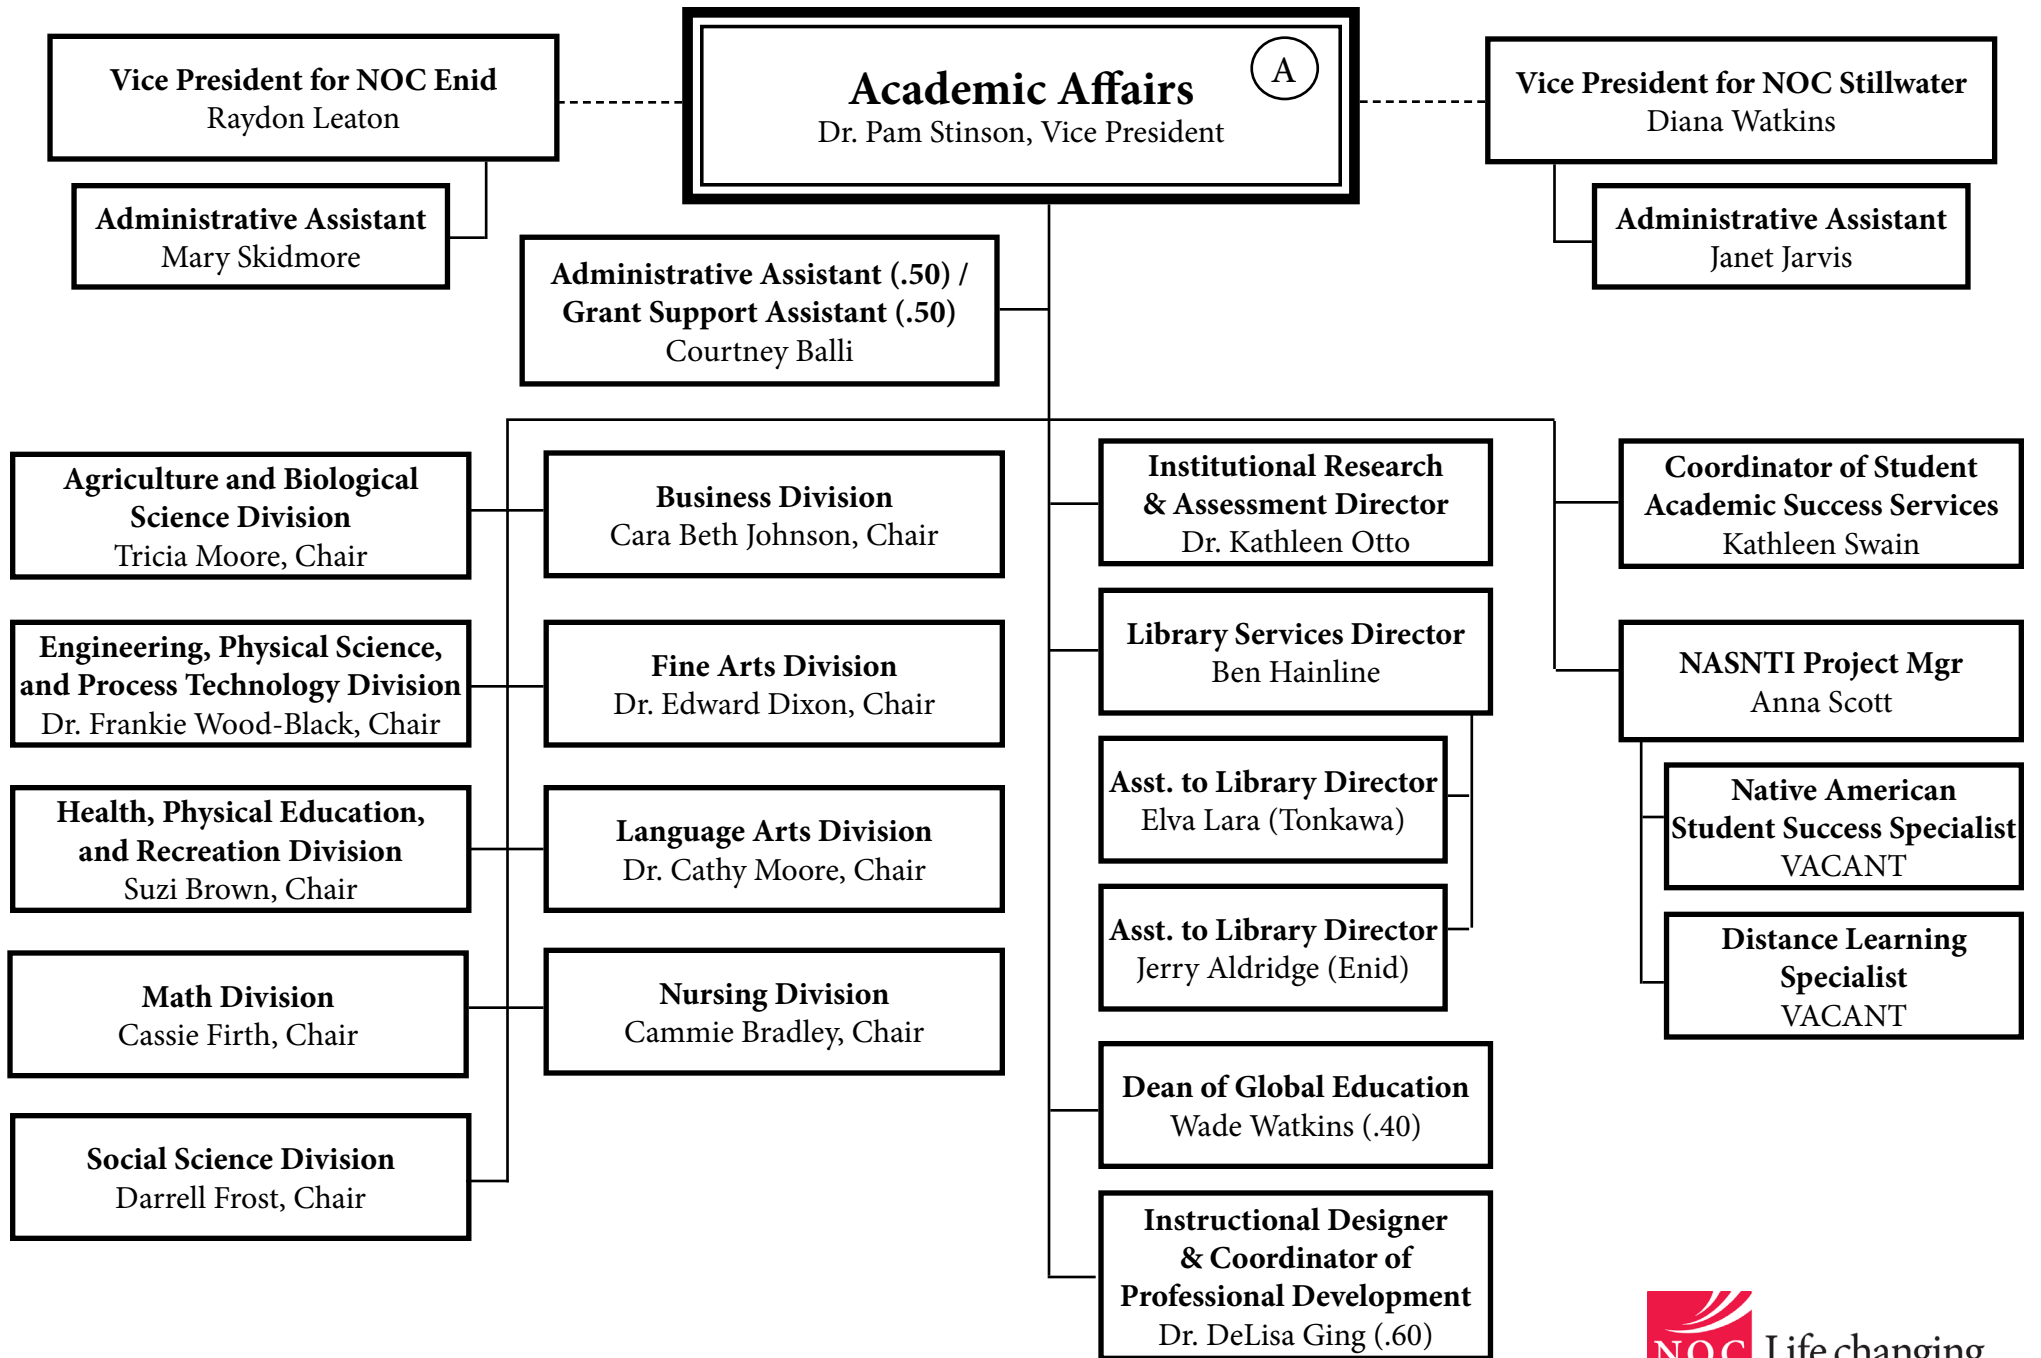 Vice President for NOC Enid
Raydon Leaton
Administrative Assistant
Mary Skidmore
Academic Affairs
A
Dr. Pam Stinson, Vice President
Vice President for NOC Stillwater
Diana Watkins
Administrative Assistant
Janet Jarvis
Administrative Assistant (.50) /
Grant Support Assistant (.50)
Courtney Balli
Agriculture and Biological
Science Division
Tricia Moore, Chair
Business Division
Cara Beth Johnson, Chair
Engineering, Physical Science,
and Process Technology Division
Dr. Frankie Wood-Black, Chair
Fine Arts Division
Dr. Edward Dixon, Chair
Health, Physical Education,
and Recreation Division
Suzi Brown, Chair
Language Arts Division
Dr. Cathy Moore, Chair
Math Division
Cassie Firth, Chair
Nursing Division
Cammie Bradley, Chair
Social Science Division
Darrell Frost, Chair
Institutional Research
& Assessment Director
Dr. Kathleen Otto
Library Services Director
Ben Hainline
Asst. to Library Director
Elva Lara (Tonkawa)
Asst. to Library Director
Jerry Aldridge (Enid)
Dean of Global Education
Wade Watkins (.40)
Instructional Designer
& Coordinator of
Professional Development
Dr. DeLisa Ging (.60)
Coordinator of Student
Academic Success Services
Kathleen Swain
NASNTI Project Mgr
Anna Scott
Native American
Student Success Specialist
VACANT
Distance Learning
Specialist
VACANT
NOC
Life changing